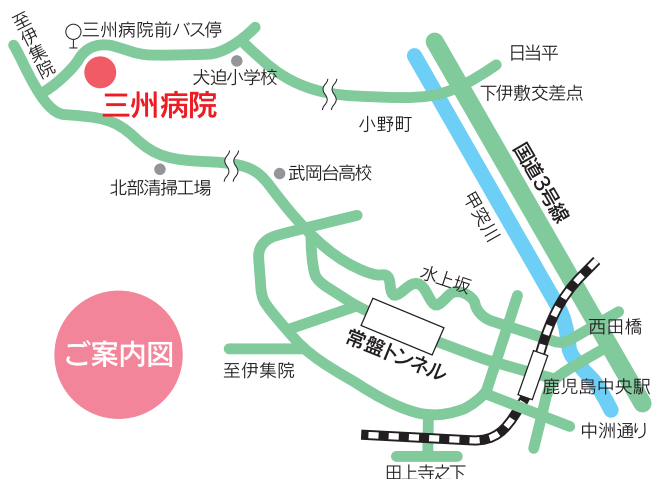 至伊集院
三州病院前バス停
三州病院
犬迫小学校
日当平
下伊敷交差点
小野町
国道3号線
甲突川
北部清掃工場
武岡台高校
水上坂
常盤トンネル
西田橋
ご案内図
至伊集院
鹿児島中央駅
中洲通り
田上寺之下